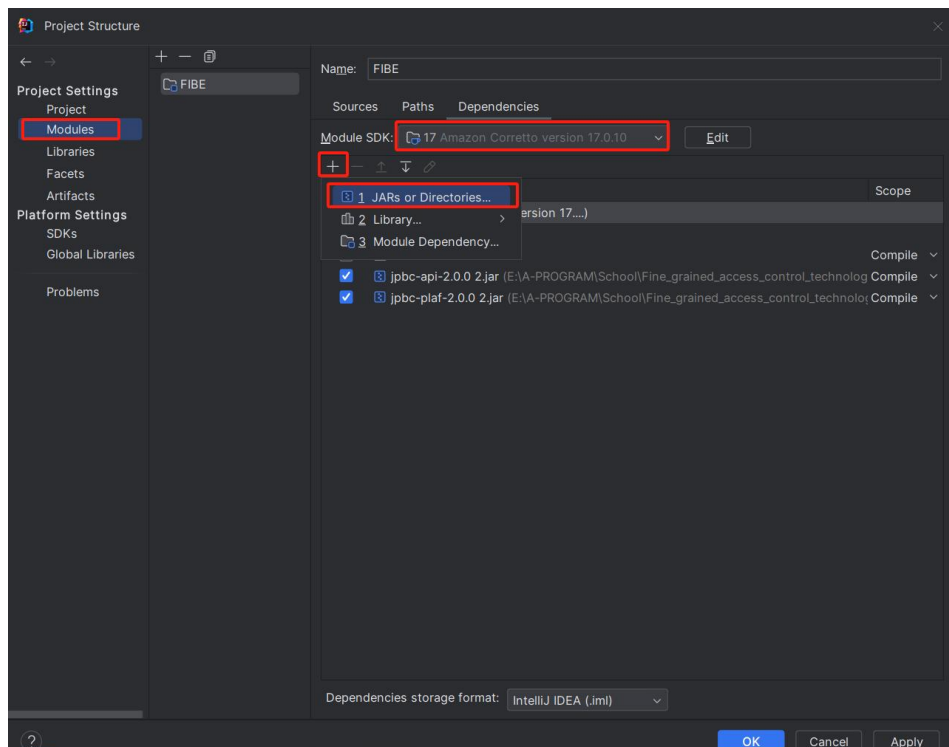 Project Structure
Project Settings
Project
Modules
Libraries
Facets
Artifacts
Platform Settings
SDKs
Global Libraries
Problems
FIBE
Name: FIBE
Sources Paths Dependencies
Module SDK: 17 Amazon Corretto version 17.0.10 Edit
1 JARs or Directories...
2 Library...
3 Module Dependency...
Scope
ersion 17....)
Compile
jpbc-api-2.0.0 2.jar (E:\A-PROGRAM\School\Fine_grained_access_control_technolog Compile
jpbc-plaf-2.0.0 2.jar (E:\A-PROGRAM\School\Fine_grained_access_control_technolog Compile
Dependencies storage format: IntelliJ IDEA (.iml)
? OK Cancel Apply